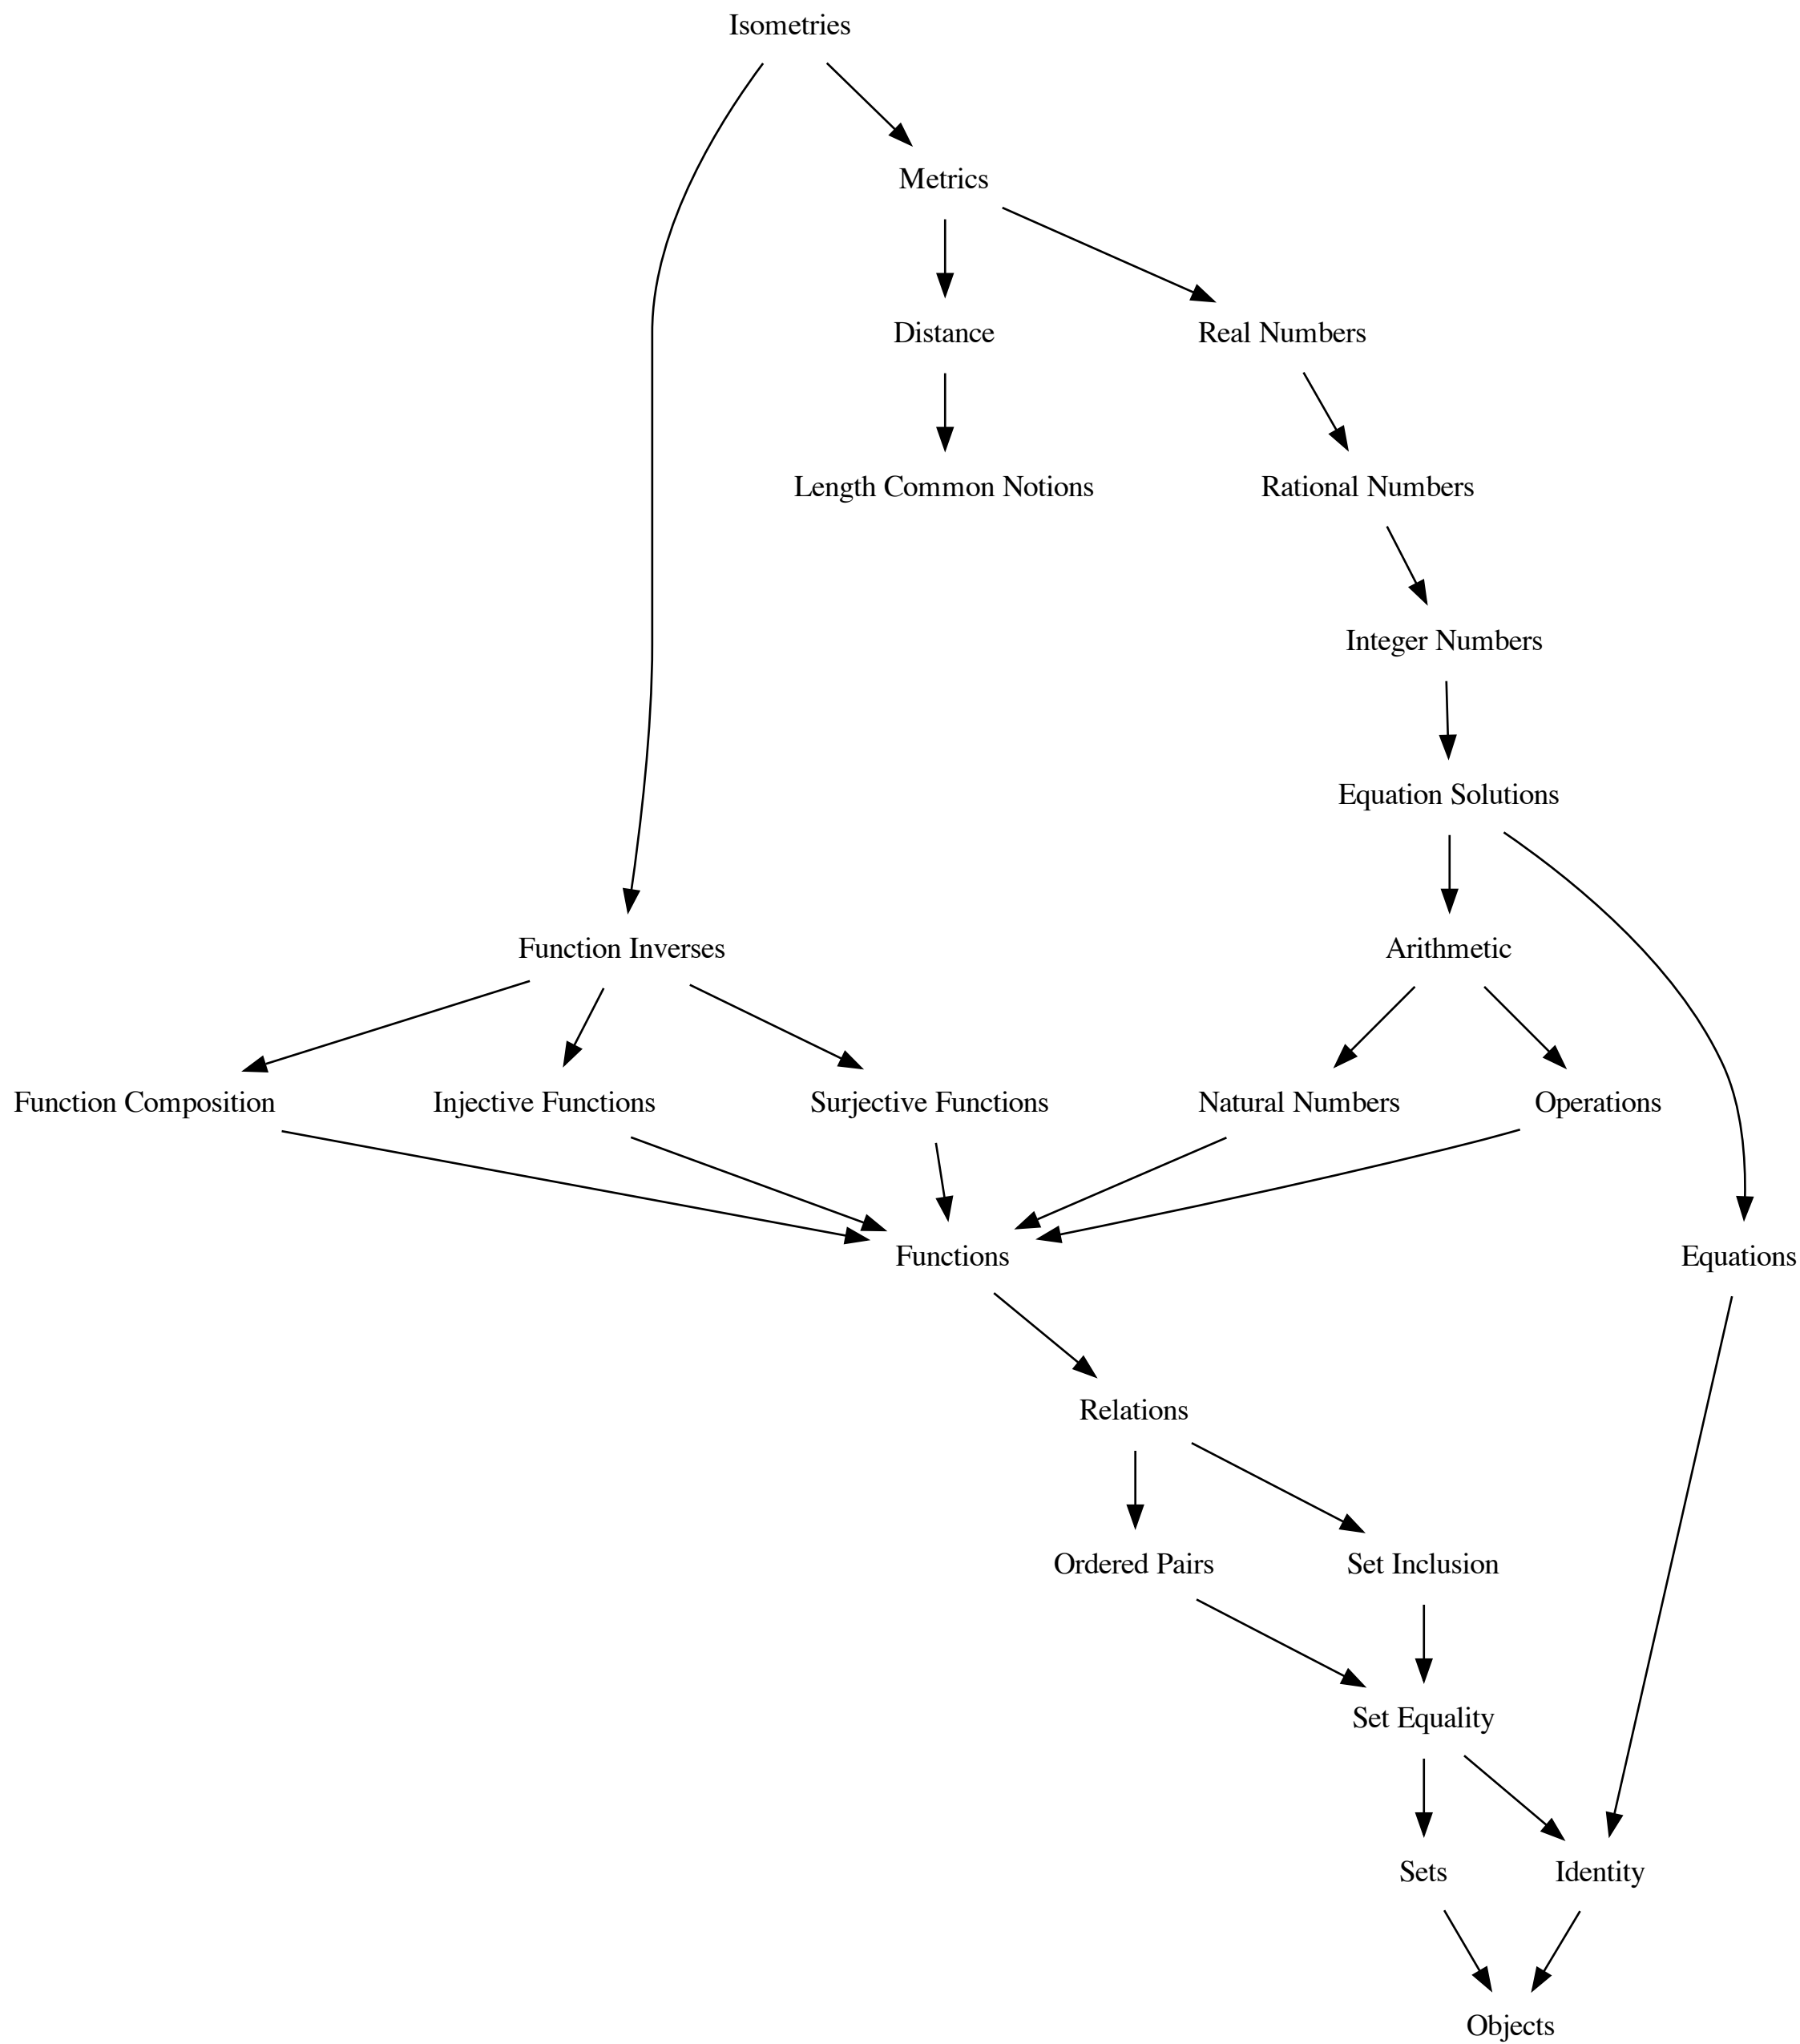 Isometries
Metrics
Distance
Real Numbers
Length Common Notions
Rational Numbers
Integer Numbers
Equation Solutions
Function Inverses
Arithmetic
Function Composition
Injective Functions
Surjective Functions
Natural Numbers
Operations
Functions
Equations
Relations
Ordered Pairs
Set Inclusion
Set Equality
Sets
Identity
Objects